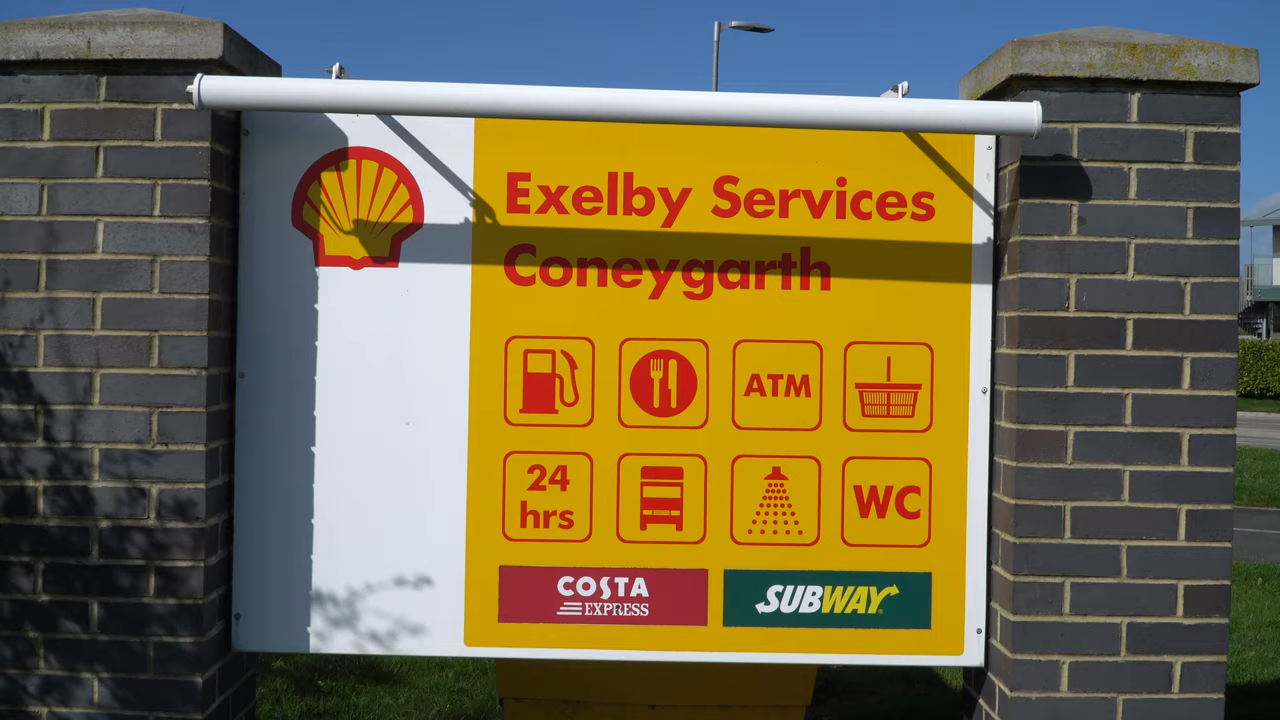 Exelby Services
Coneygarth
ATM
24
hrs
WC
COSTA
EXPRESS
SUBWAY